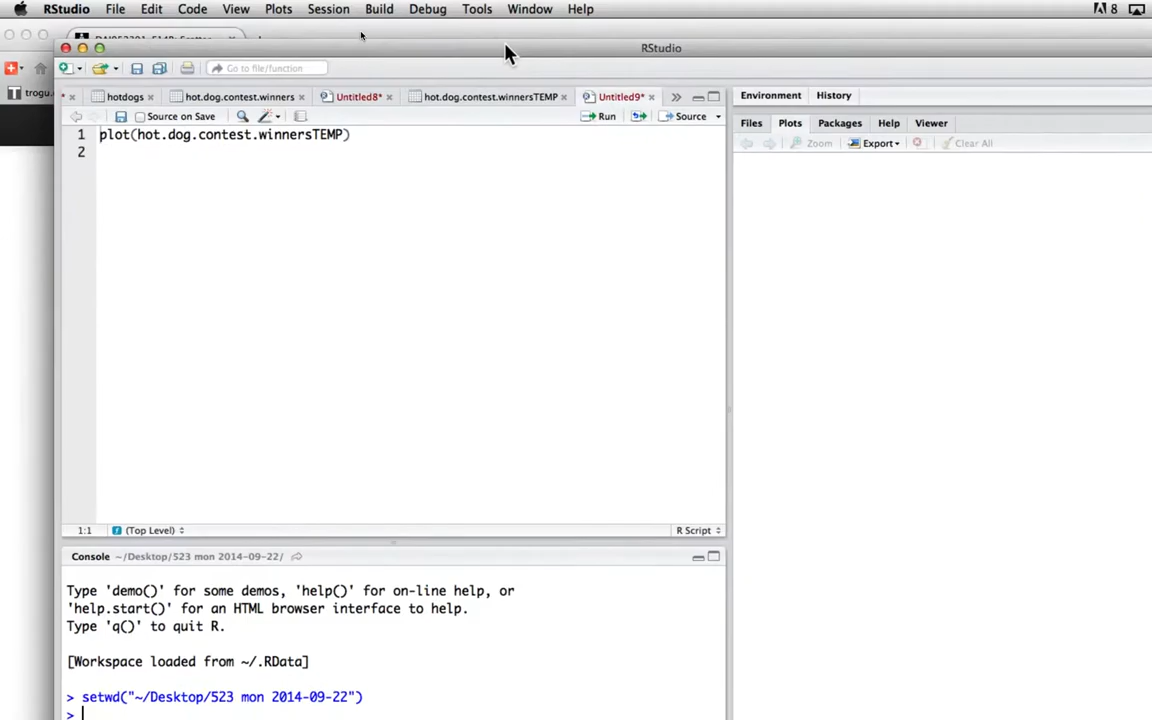 RStudio File Edit Code View Plots Session Build Debug Tools Window Help 8
RStudio
Go to file/function
trogu.
hotdogs hot.dog.contest.winners Untitled8* hot.dog.contest.winnersTEMP Untitled9*
Environment History
Source on Save Run Source
Files Plots Packages Help Viewer
Zoom Export Clear All
1 plot(hot.dog.contest.winnersTEMP)
2
1:1 (Top Level) R Script
Console ~/Desktop/523 mon 2014-09-22/
Type 'demo()' for some demos, 'help()' for on-line help, or
'help.start()' for an HTML browser interface to help.
Type 'q()' to quit R.
[Workspace loaded from ~/.RData]
> setwd("~/Desktop/523 mon 2014-09-22")
>